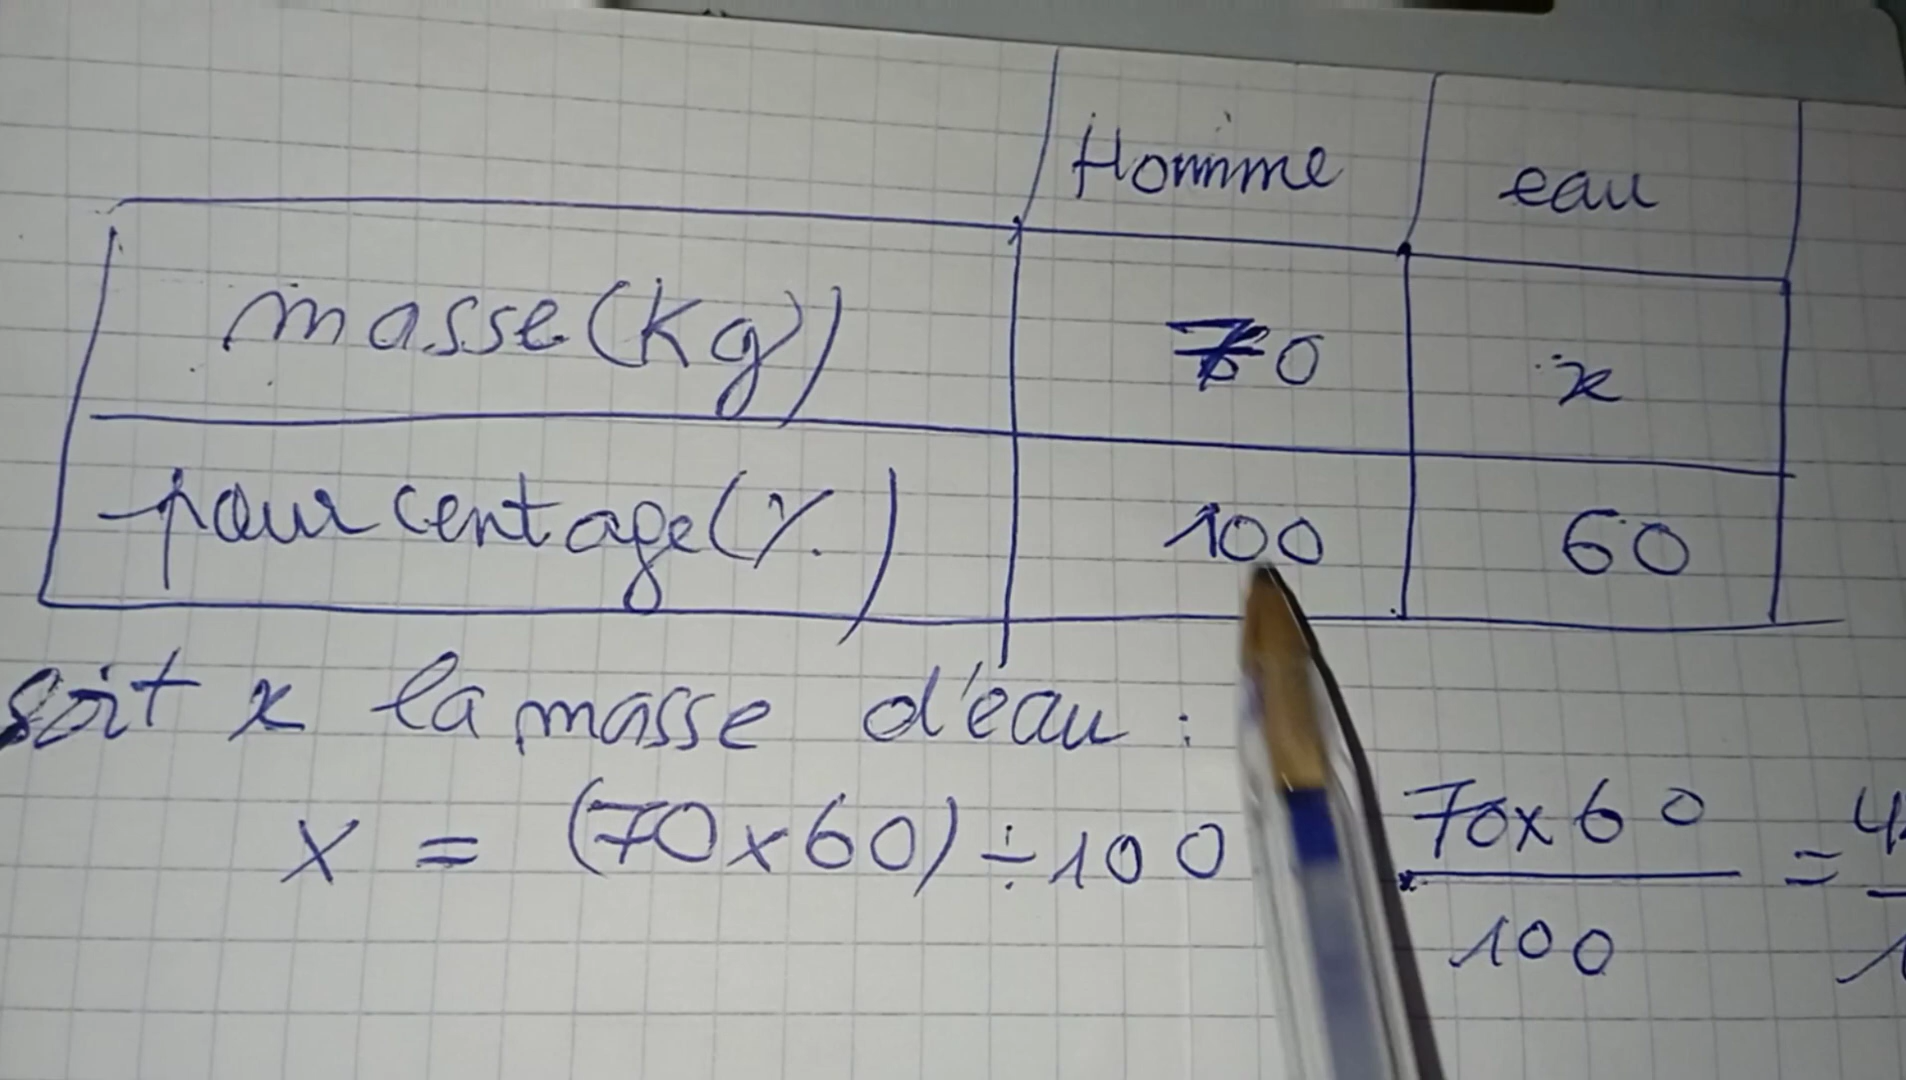 Homme eau
masse (kg) 70 x
pourcentage (%) 100 60
soit x la masse d'eau :
x = (70 x 60) ÷ 100 70 x 60
100 =